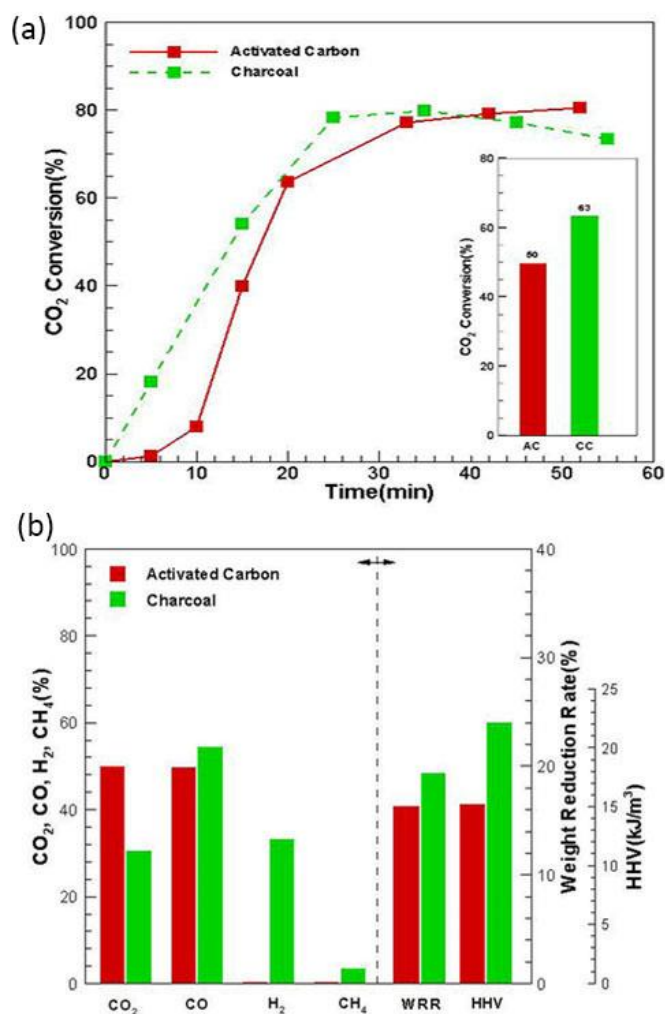 (a)
100
80
60
40
20
0
CO₂ Conversion(%)
Activated Carbon
Charcoal
0 10 20 30 40 50 60
Time(min)
80
60
40
20
0
CO₂ Conversion(%)
50
63
AC CC
(b)
100
80
60
40
20
0
CO₂, CO, H₂, CH₄(%)
Activated Carbon
Charcoal
CO₂ CO H₂ CH₄ WRR HHV
40
30
20
10
0
Weight Reduction Rate(%)
25
20
15
10
5
0
HHV(kJ/m³)